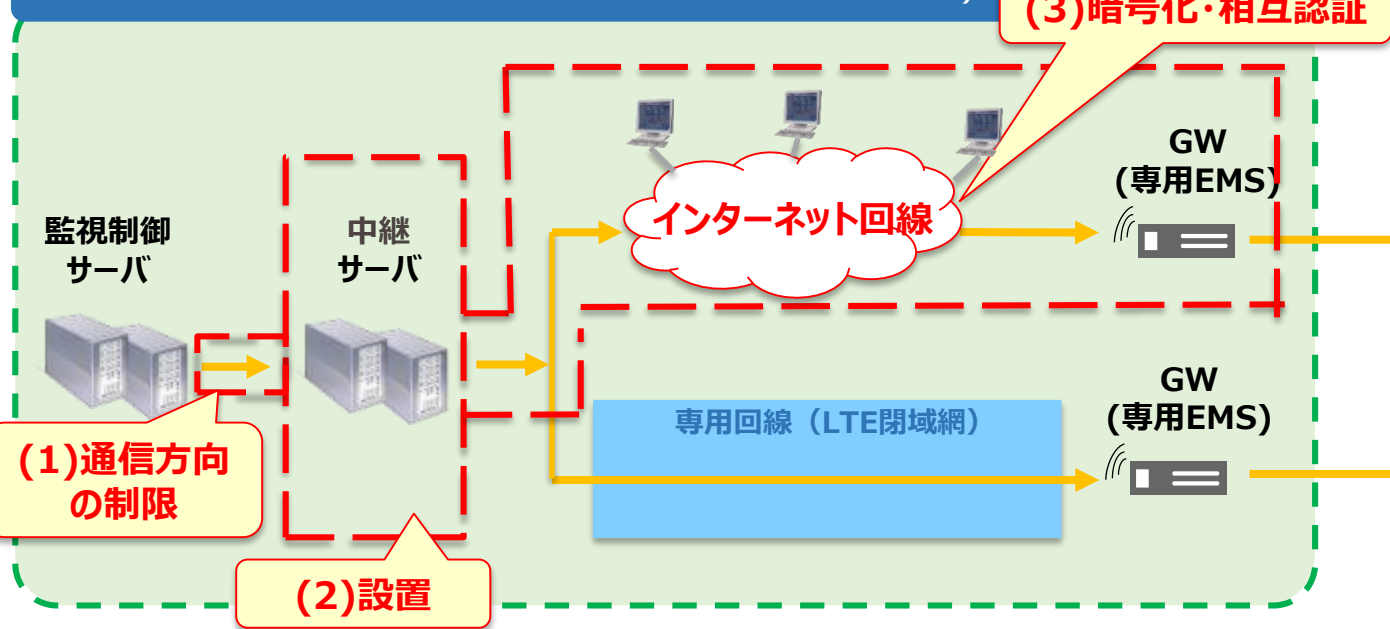 (3)暗号化・相互認証
GW
(専用EMS)
インターネット回線
監視制御
サーバ
中継
サーバ
GW
(専用EMS)
専用回線（LTE閉域網）
(1)通信方向
の制限
(2)設置